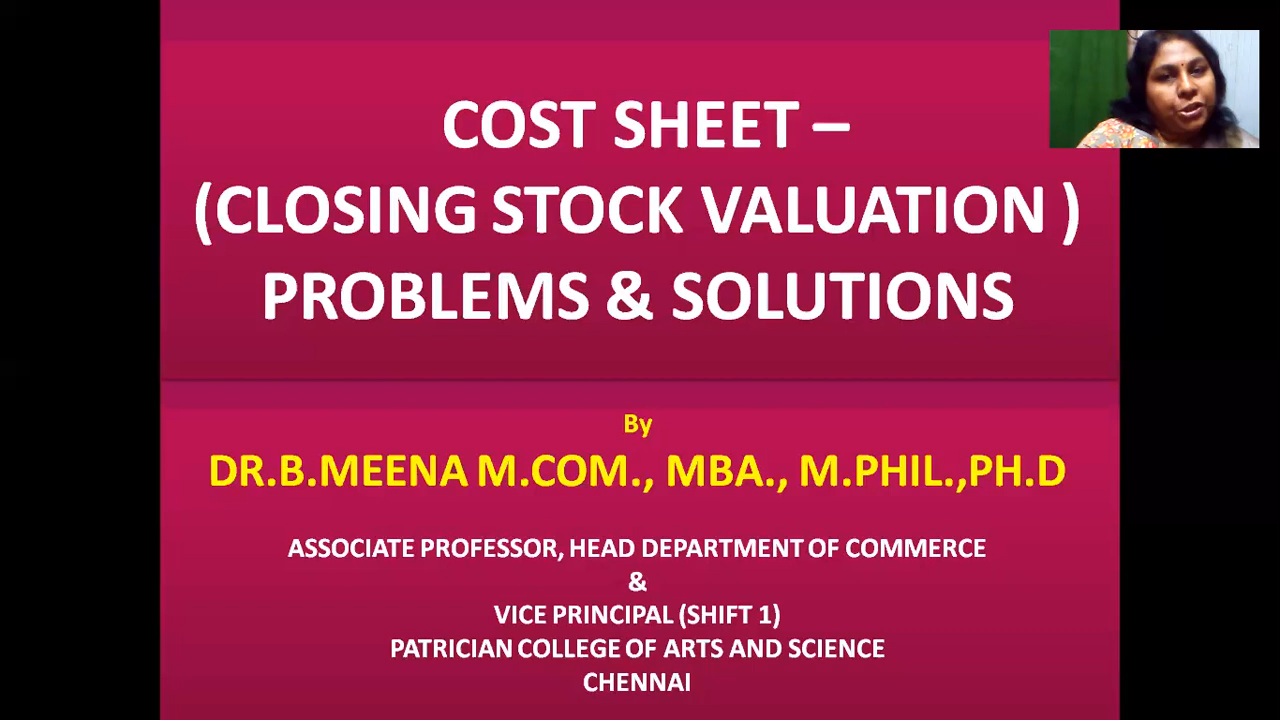 COST SHEET –
(CLOSING STOCK VALUATION )
PROBLEMS & SOLUTIONS
By
DR.B.MEENA M.COM., MBA., M.PHIL.,PH.D
ASSOCIATE PROFESSOR, HEAD DEPARTMENT OF COMMERCE
&
VICE PRINCIPAL (SHIFT 1)
PATRICIAN COLLEGE OF ARTS AND SCIENCE
CHENNAI